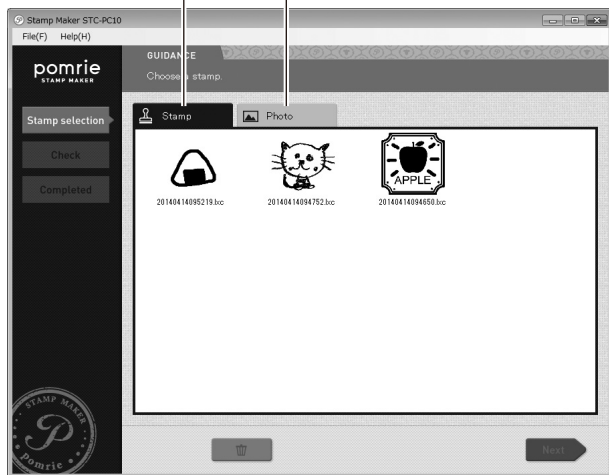 Stamp Maker STC-PC10
File(F) Help(H)
pomrie
STAMP MAKER
GUIDANCE
Choose a stamp.
Stamp selection
Check
Completed
Stamp
Photo
APPLE
20140414095219.lxc
20140414094752.lxc
20140414094650.lxc
STAMP MAKER
P
pomrie
Next